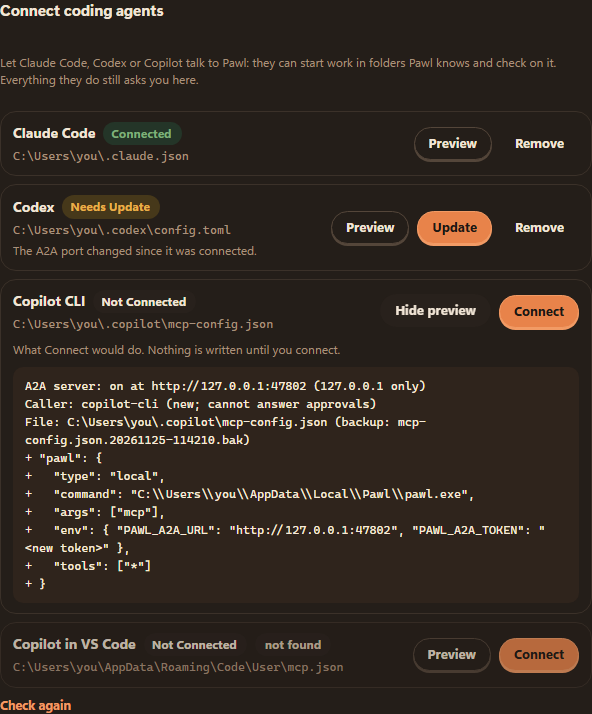 Connect coding agents
Let Claude Code, Codex or Copilot talk to Pawl: they can start work in folders Pawl knows and check on it.
Everything they do still asks you here.
Claude Code Connected
C:\Users\you\.claude.json
Preview Remove
Codex Needs Update
C:\Users\you\.codex\config.toml
The A2A port changed since it was connected.
Preview Update Remove
Copilot CLI Not Connected
C:\Users\you\.copilot\mcp-config.json
Hide preview Connect
What Connect would do. Nothing is written until you connect.
A2A server: on at http://127.0.0.1:47802 (127.0.0.1 only)
Caller: copilot-cli (new; cannot answer approvals)
File: C:\Users\you\.copilot\mcp-config.json (backup: mcp-
config.json.20261125-114210.bak)
+ "pawl": {
+   "type": "local",
+   "command": "C:\\Users\\you\\AppData\\Local\\Pawl\\pawl.exe",
+   "args": ["mcp"],
+   "env": { "PAWL_A2A_URL": "http://127.0.0.1:47802", "PAWL_A2A_TOKEN": "
<new token>" },
+   "tools": ["*"]
+ }
Copilot in VS Code Not Connected not found
C:\Users\you\AppData\Roaming\Code\User\mcp.json
Preview Connect
Check again